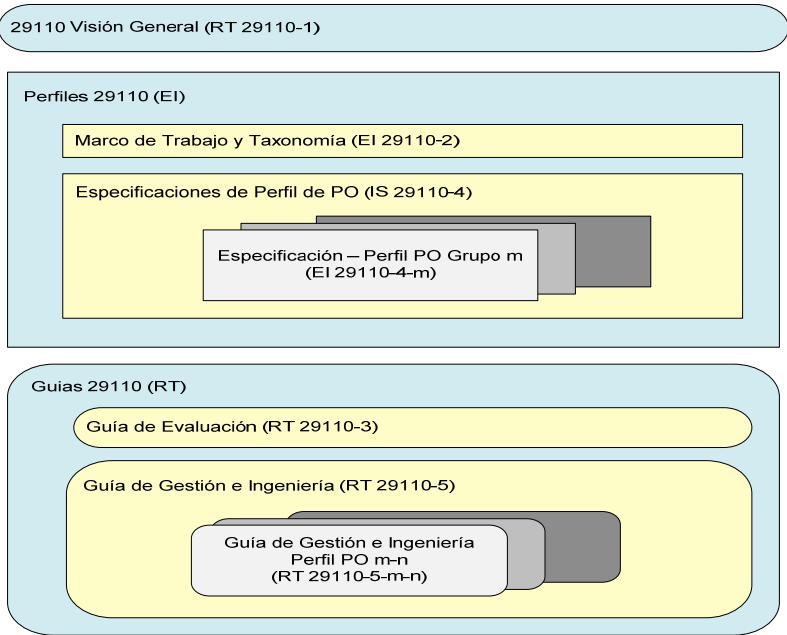 29110 Visión General (RT 29110-1)
Perfiles 29110 (EI)
Marco de Trabajo y Taxonomía (EI 29110-2)
Especificaciones de Perfil de PO (IS 29110-4)
Especificación – Perfil PO Grupo m
(EI 29110-4-m)
Guias 29110 (RT)
Guía de Evaluación (RT 29110-3)
Guía de Gestión e Ingeniería (RT 29110-5)
Guía de Gestión e Ingeniería
Perfil PO m-n
(RT 29110-5-m-n)